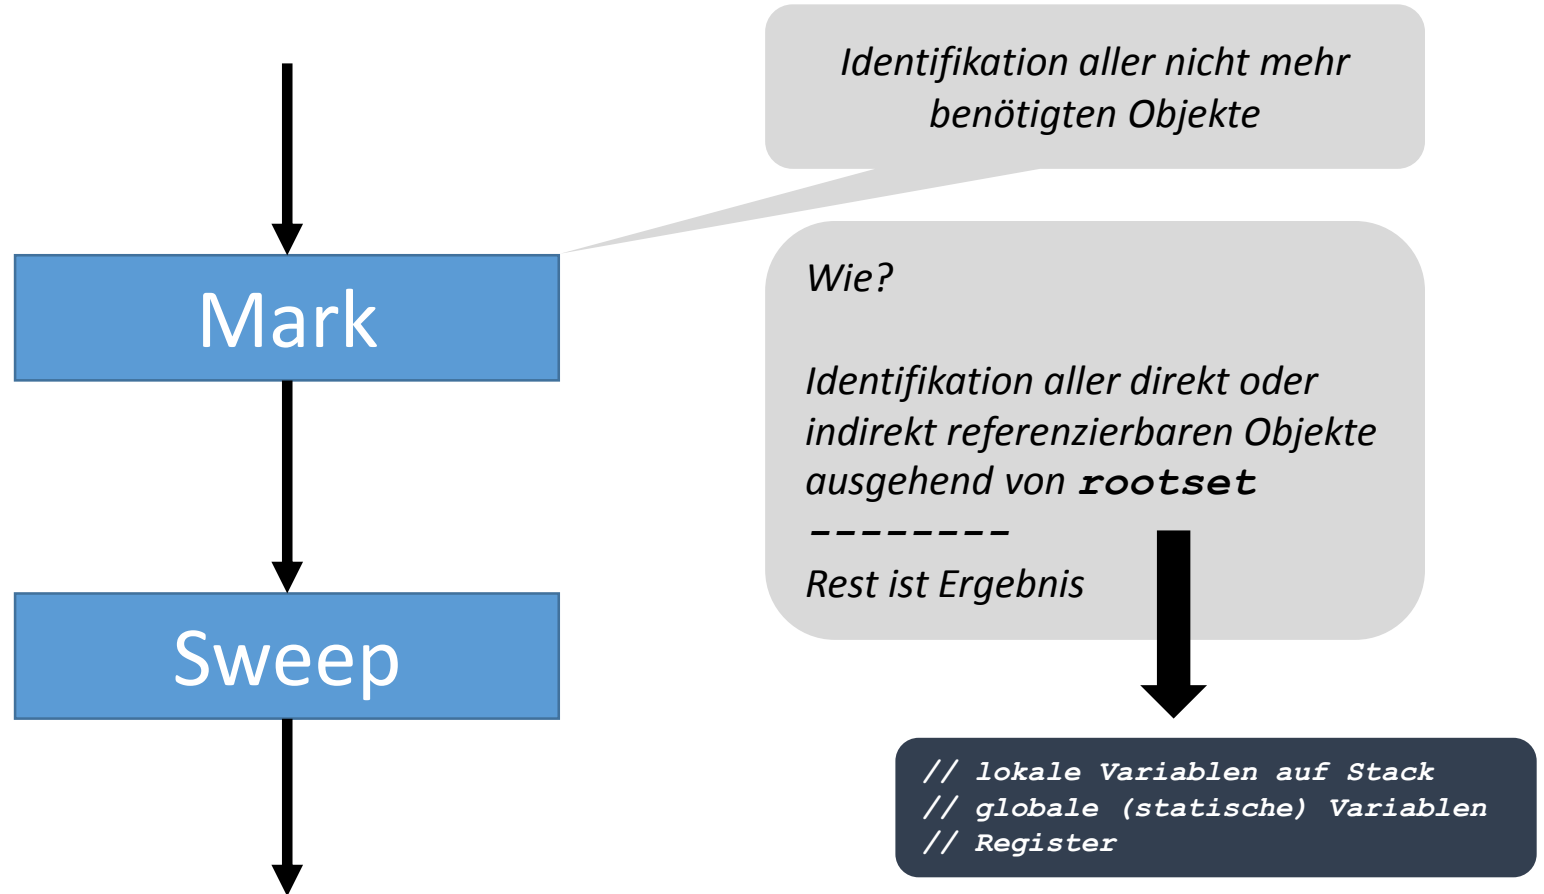 Identifikation aller nicht mehr
benötigten Objekte
Mark
Wie?
Identifikation aller direkt oder
indirekt referenzierbaren Objekte
ausgehend von rootset
--------
Rest ist Ergebnis
Sweep
// lokale Variablen auf Stack
// globale (statische) Variablen
// Register